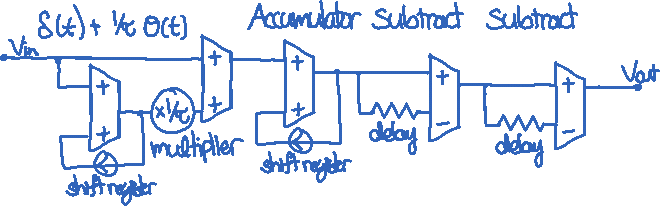 δ(t) + 1/τ Θ(t)
Accumulator Subtract Subtract
Vin
+
+
+
+
×1/τ
multiplier
shift register
+
+
shift register
+
−
delay
+
−
delay
Vout